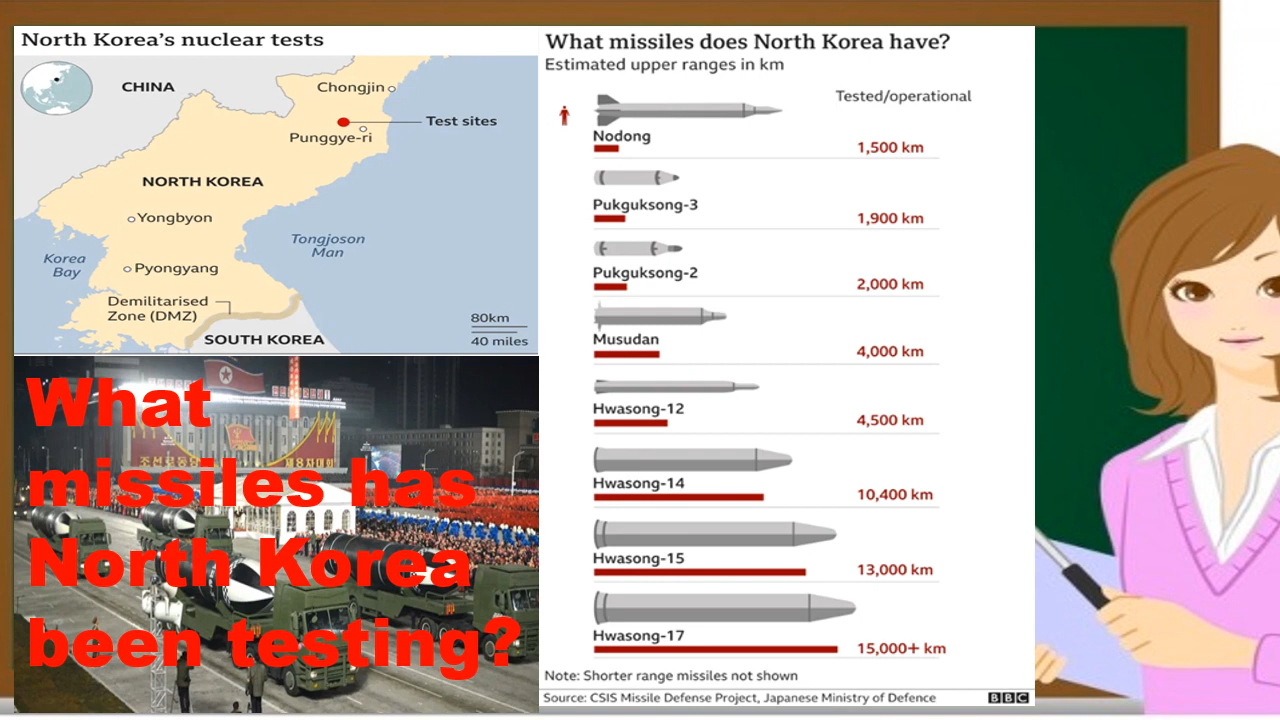 North Korea's nuclear tests
CHINA
Chongjin
Test sites
Punggye-ri
NORTH KOREA
Yongbyon
Tongjoson
Man
Korea
Bay
Pyongyang
Demilitarised
Zone (DMZ)
80km
SOUTH KOREA
40 miles
What
missiles has
North Korea
been testing?
제8차대회
What missiles does North Korea have?
Estimated upper ranges in km
Tested/operational
Nodong
1,500 km
Pukguksong-3
1,900 km
Pukguksong-2
2,000 km
Musudan
4,000 km
Hwasong-12
4,500 km
Hwasong-14
10,400 km
Hwasong-15
13,000 km
Hwasong-17
15,000+ km
Note: Shorter range missiles not shown
Source: CSIS Missile Defense Project, Japanese Ministry of Defence
BBC